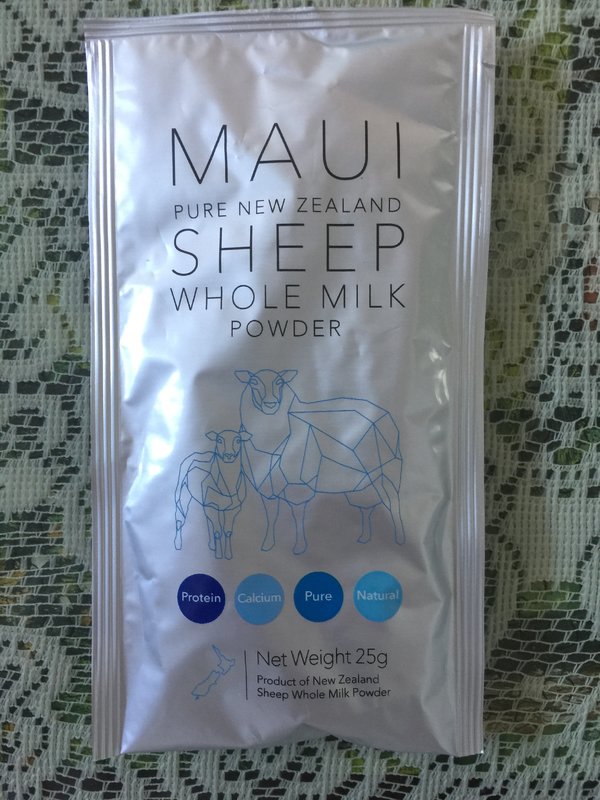 MAUI
PURE NEW ZEALAND
SHEEP
WHOLE MILK
POWDER
Protein Calcium Pure Natural
Net Weight 25g
Product of New Zealand
Sheep Whole Milk Powder